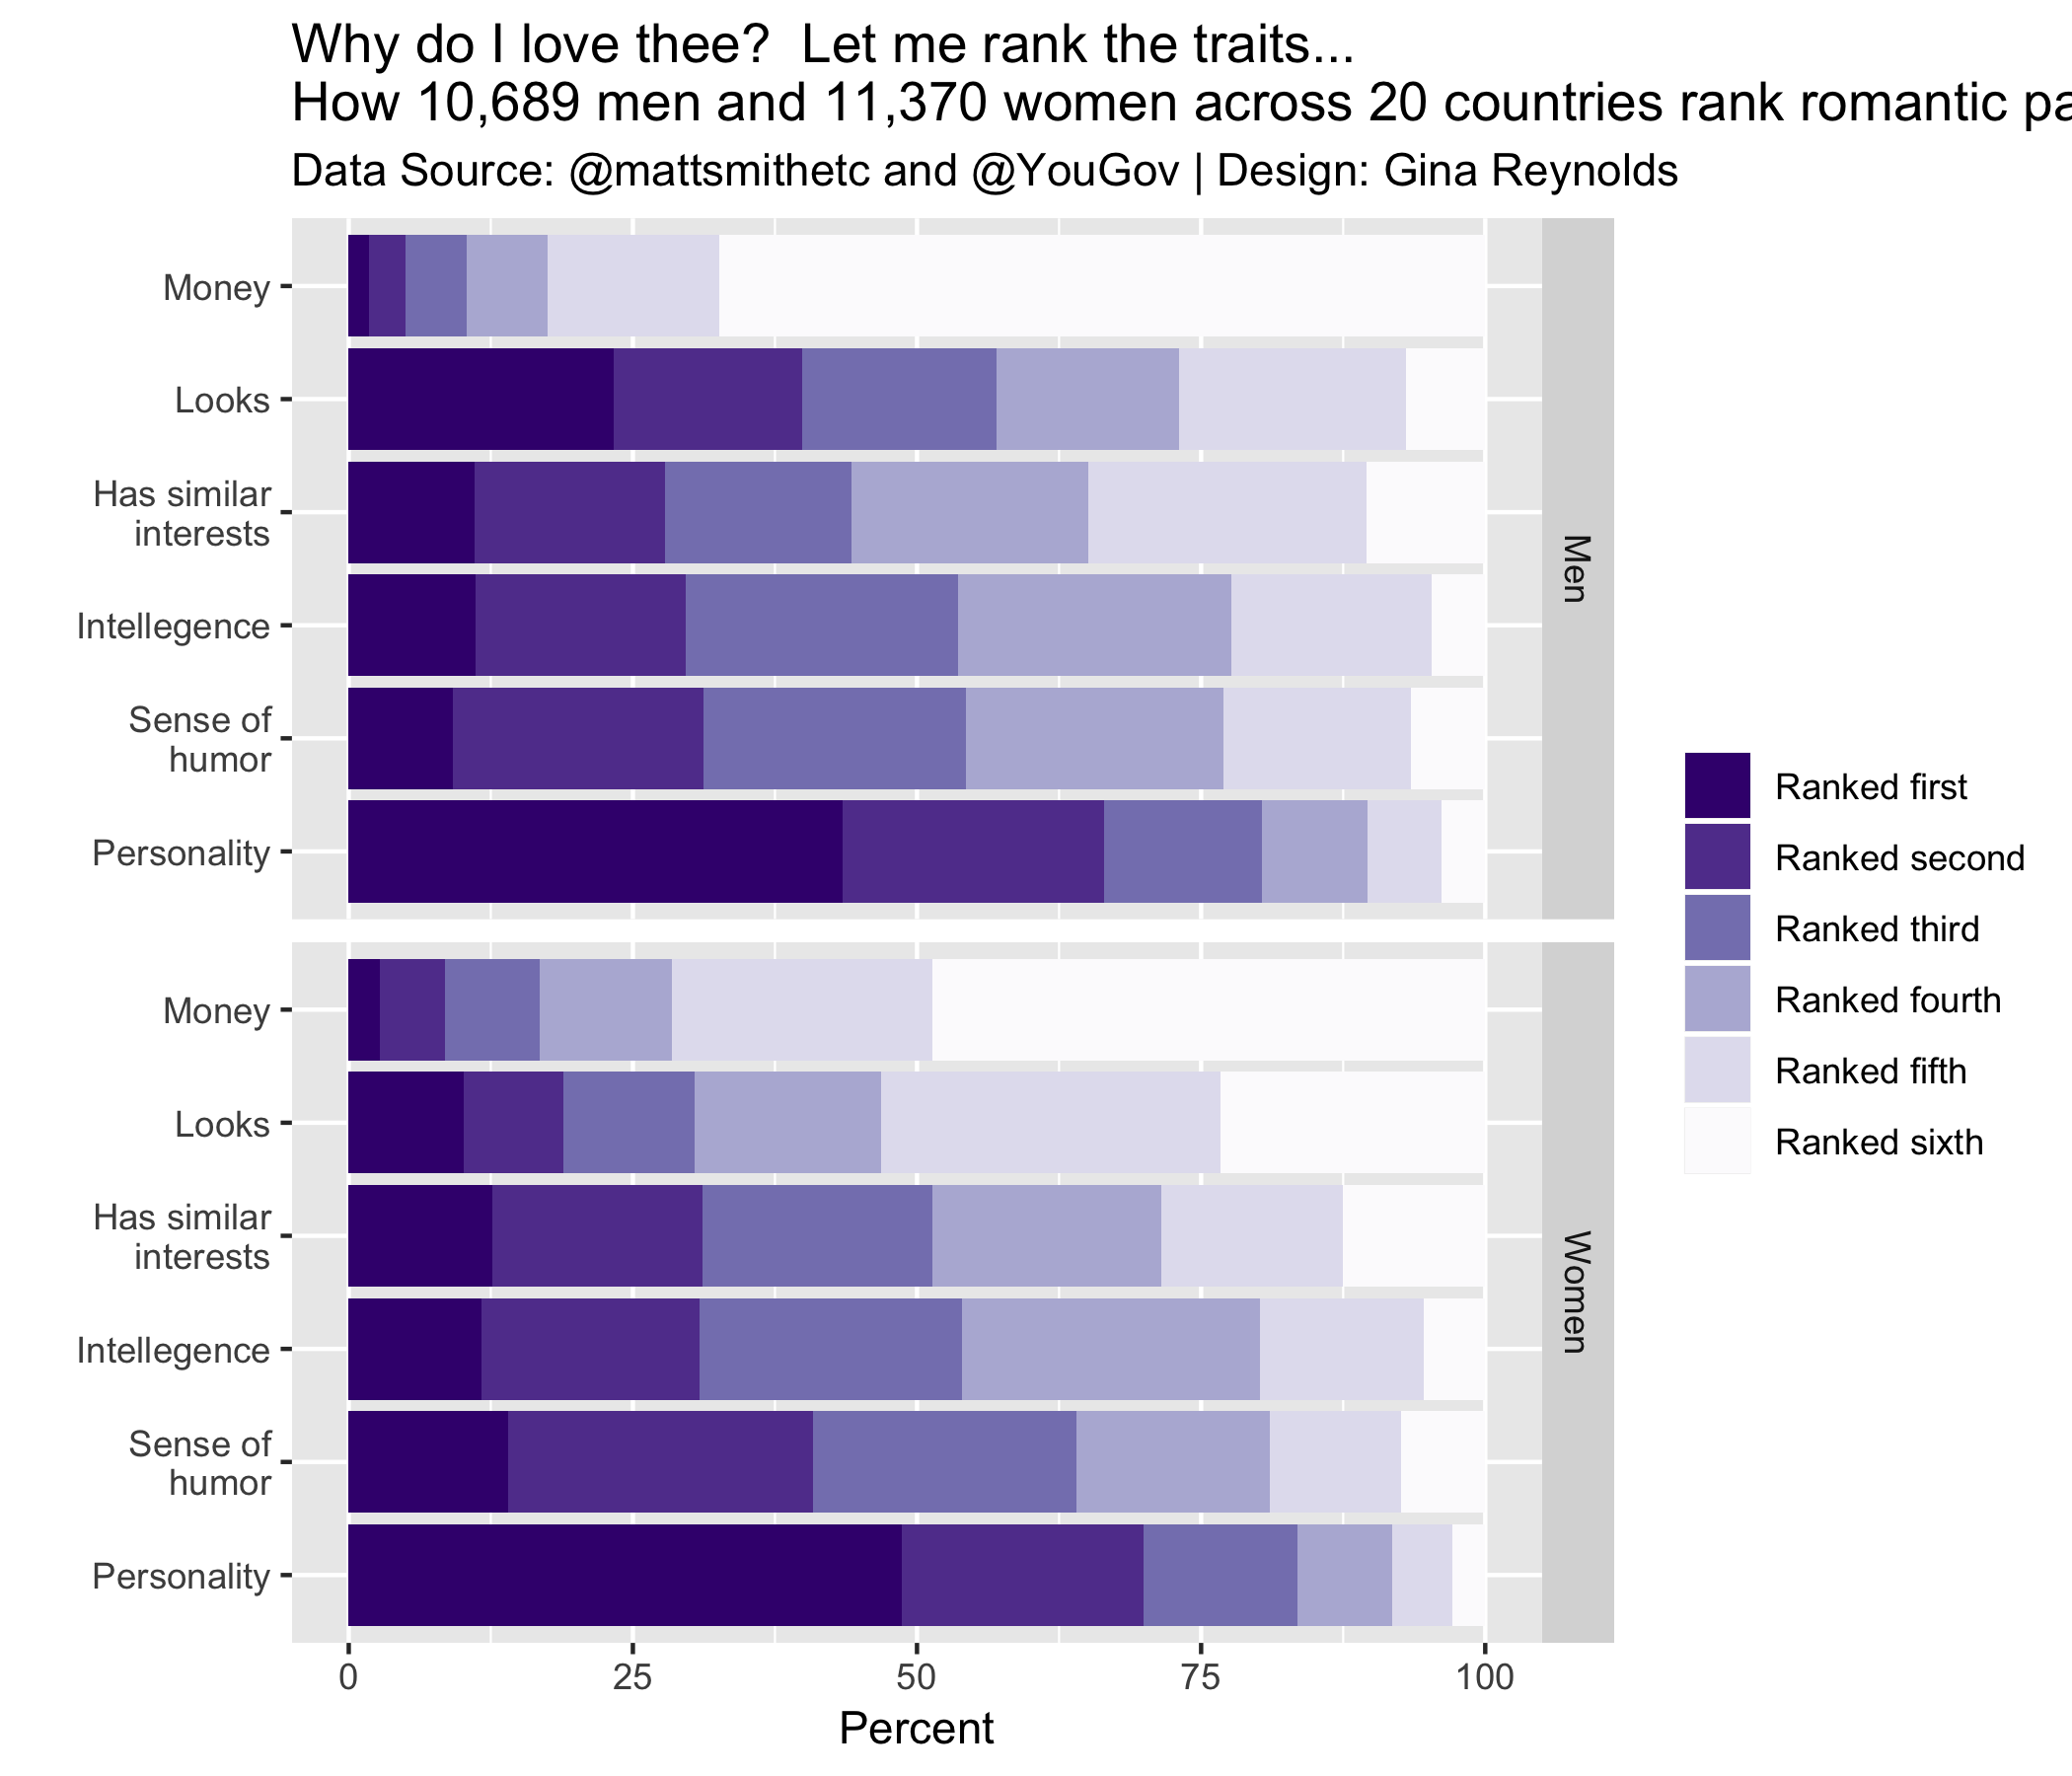 Why do I love thee?  Let me rank the traits...
How 10,689 men and 11,370 women across 20 countries rank romantic pa
Data Source: @mattsmithetc and @YouGov | Design: Gina Reynolds
Money
Looks
Has similar
interests
Intellegence
Sense of
humor
Personality
Men
Money
Looks
Has similar
interests
Intellegence
Sense of
humor
Personality
Women
0 25 50 75 100
Percent
Ranked first
Ranked second
Ranked third
Ranked fourth
Ranked fifth
Ranked sixth